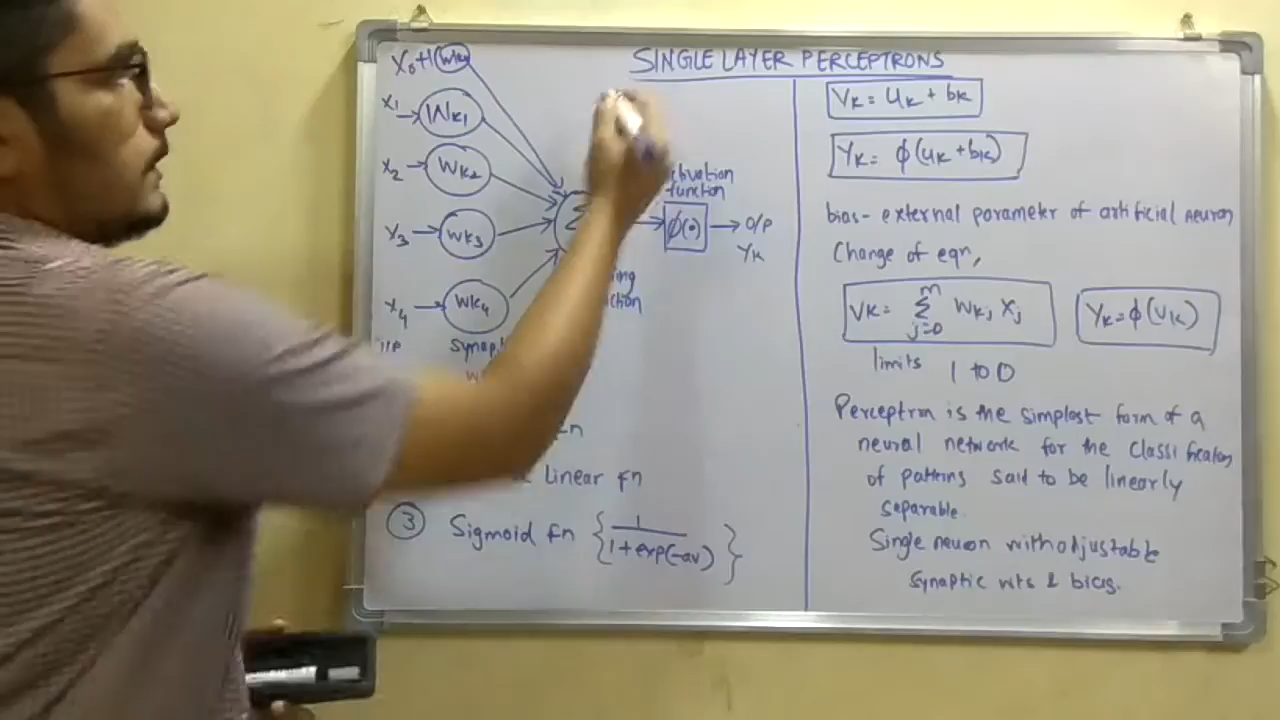 SINGLE LAYER PERCEPTRONS
X0+1 Wk0
X1 Wk1
X2 Wk2
X3 Wk3
X4 Wk4
I/P
Σ
function
φ(•)
O/P
YK
fn
linear fn
③ Sigmoid fn {1/1+exp(-av)}
VK = UK + bK
YK = φ(UK + bK)
bias - external parameter of artificial neuron
Change of eqn,
VK = Σ j=0 m WKj Xj
YK = φ(VK)
limits 1 to 0
Perceptron is the simplest form of a
neural network for the classification
of patterns said to be linearly
separable.
Single neuron with adjustable
synaptic wts & bias.